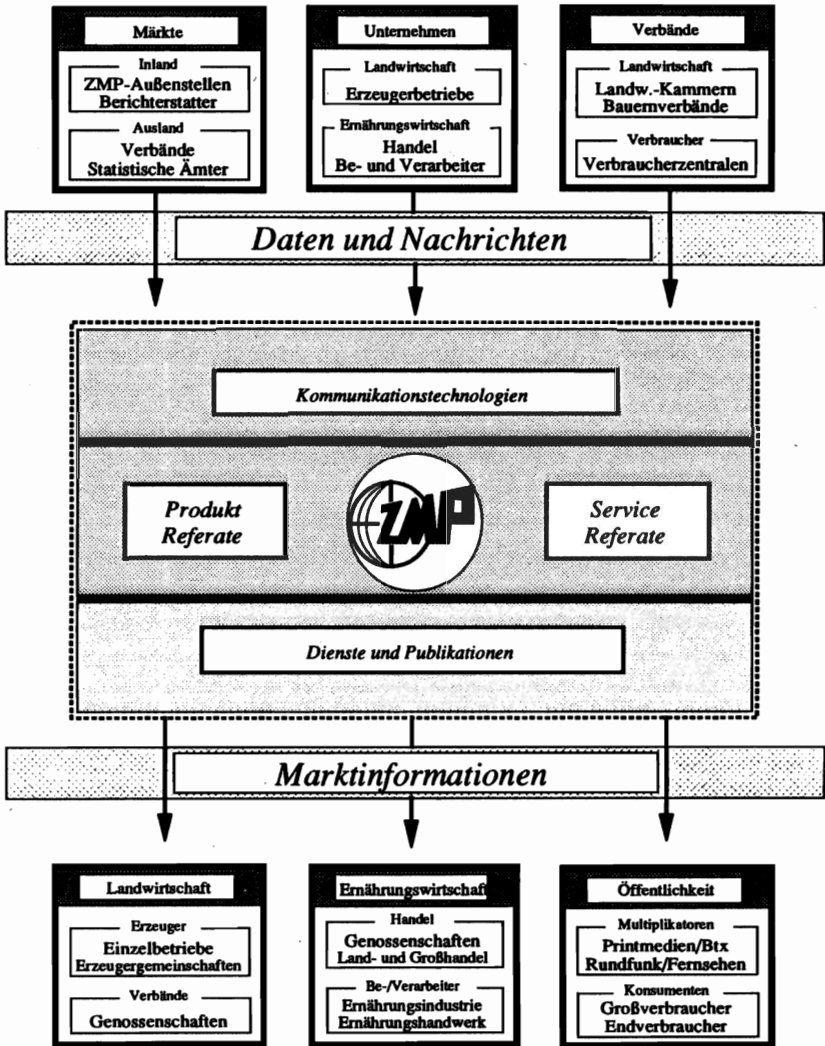 Märkte
Inland
ZMP-Außenstellen
Berichterstatter
Ausland
Verbände
Statistische Ämter
Unternehmen
Landwirtschaft
Erzeugerbetriebe
Ernährungswirtschaft
Handel
Be- und Verarbeiter
Verbände
Landwirtschaft
Landw.-Kammern
Bauernverbände
Verbraucher
Verbraucherzentralen
Daten und Nachrichten
Kommunikationstechnologien
Produkt
Referate
ZMP
Service
Referate
Dienste und Publikationen
Marktinformationen
Landwirtschaft
Erzeuger
Einzelbetriebe
Erzeugergemeinschaften
Verbände
Genossenschaften
Ernährungswirtschaft
Handel
Genossenschaften
Land- und Großhandel
Be-/Verarbeiter
Ernährungsindustrie
Ernährungshandwerk
Öffentlichkeit
Multiplikatoren
Printmedien/Btx
Rundfunk/Fernsehen
Konsumenten
Großverbraucher
Endverbraucher